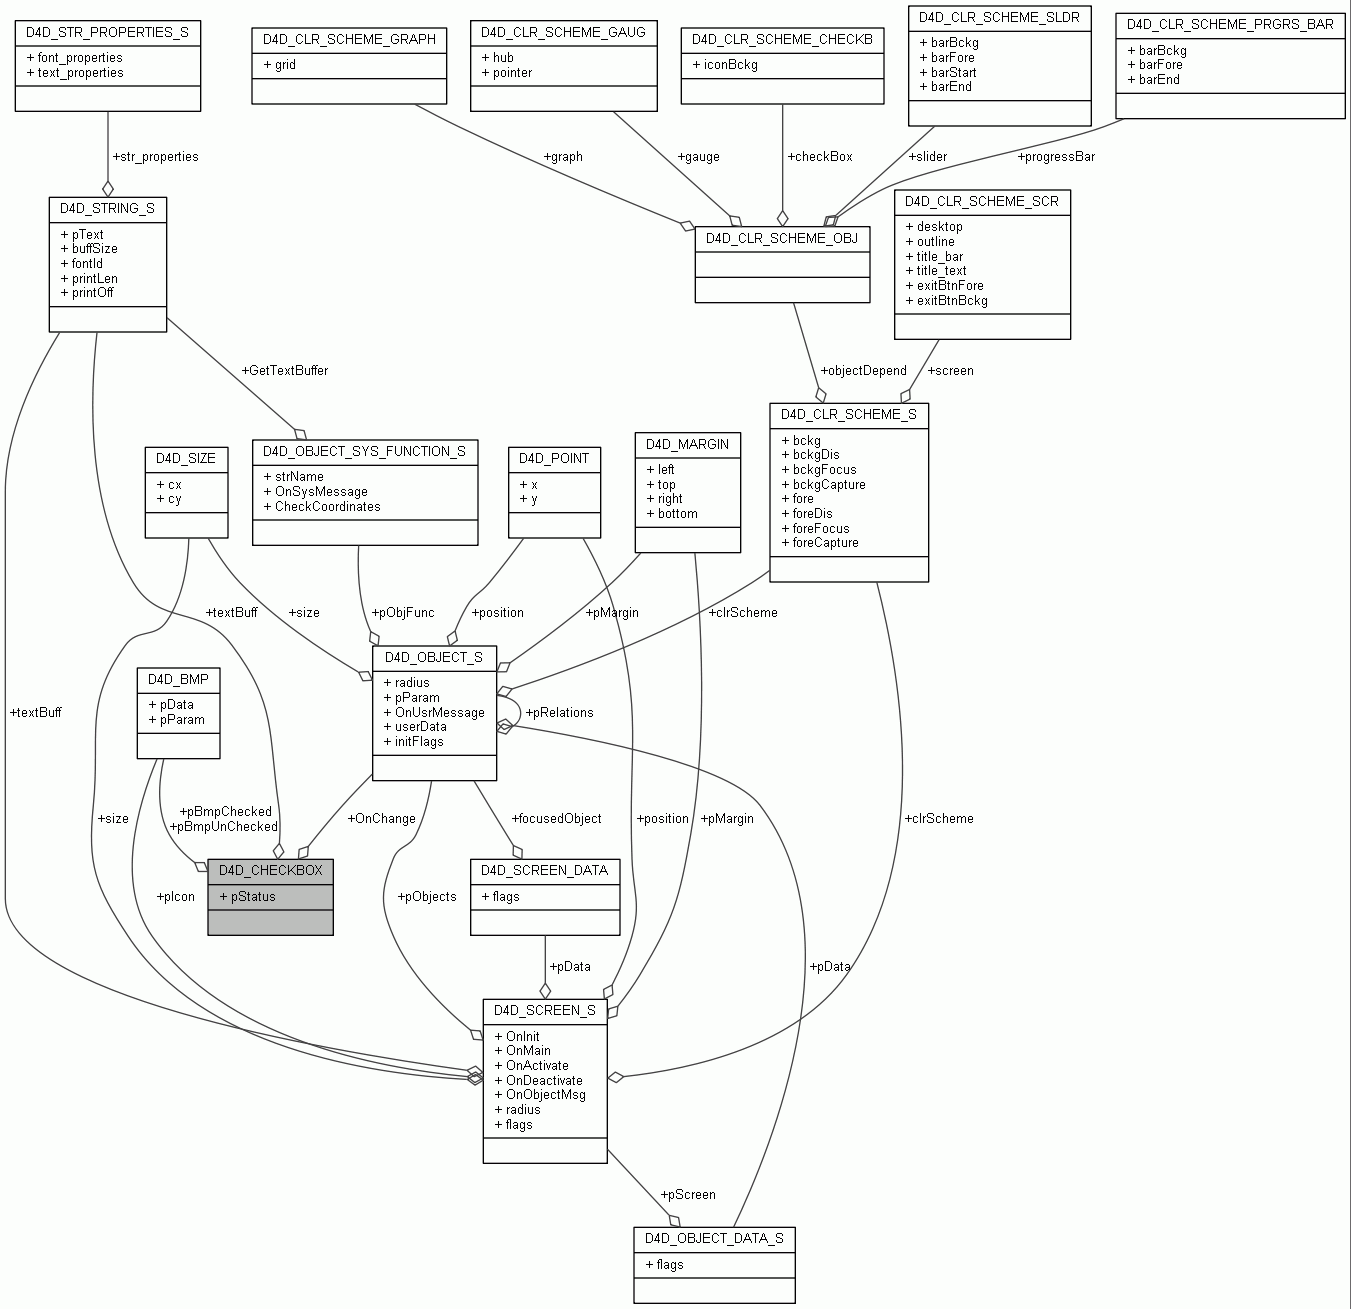 D4D_STR_PROPERTIES_S
+ font_properties
+ text_properties
D4D_CLR_SCHEME_GRAPH
+ grid
D4D_CLR_SCHEME_GAUG
+ hub
+ pointer
D4D_CLR_SCHEME_CHECKB
+ iconBckg
D4D_CLR_SCHEME_SLDR
+ barBckg
+ barFore
+ barStart
+ barEnd
D4D_CLR_SCHEME_PRGRS_BAR
+ barBckg
+ barFore
+ barEnd
+str_properties
+graph
+gauge
+checkBox
+slider
+progressBar
D4D_STRING_S
+ pText
+ buffSize
+ fontId
+ printLen
+ printOff
D4D_CLR_SCHEME_OBJ
D4D_CLR_SCHEME_SCR
+ desktop
+ outline
+ title_bar
+ title_text
+ exitBtnFore
+ exitBtnBckg
+GetTextBuffer
+objectDepend
+screen
D4D_SIZE
+ cx
+ cy
D4D_OBJECT_SYS_FUNCTION_S
+ strName
+ OnSysMessage
+ CheckCoordinates
D4D_POINT
+ x
+ y
D4D_MARGIN
+ left
+ top
+ right
+ bottom
D4D_CLR_SCHEME_S
+ bckg
+ bckgDis
+ bckgFocus
+ bckgCapture
+ fore
+ foreDis
+ foreFocus
+ foreCapture
+textBuff
+size
+pObjFunc
+position
+pMargin
+clrScheme
D4D_BMP
+ pData
+ pParam
D4D_OBJECT_S
+ radius
+ pParam
+ OnUsrMessage
+ userData
+ initFlags
+textBuff
+pRelations
+size
+pBmpChecked
+pBmpUnChecked
+OnChange
+focusedObject
+position
+pMargin
+clrScheme
D4D_CHECKBOX
+ pStatus
D4D_SCREEN_DATA
+ flags
+pIcon
+pObjects
+pData
+pData
D4D_SCREEN_S
+ OnInit
+ OnMain
+ OnActivate
+ OnDeactivate
+ OnObjectMsg
+ radius
+ flags
+pScreen
D4D_OBJECT_DATA_S
+ flags